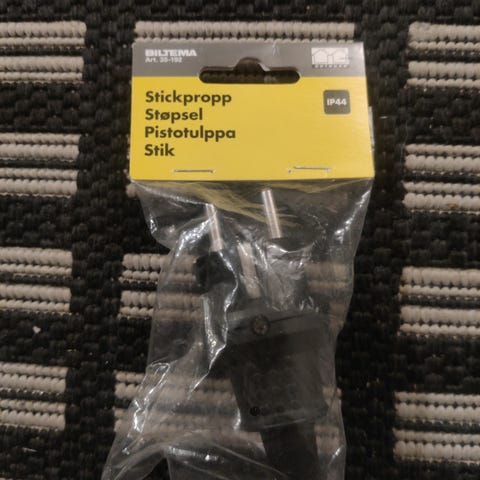 BILTEMA
Art. 35-192
Stickpropp
Støpsel
Pistotulppa
Stik
IP44